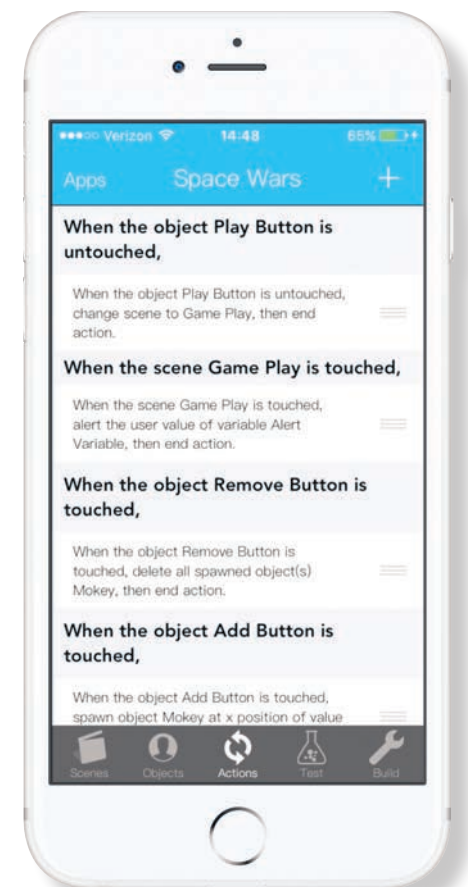 Verizon 14:48 65%
Apps Space Wars +
When the object Play Button is
untouched,
When the object Play Button is untouched,
change scene to Game Play, then end
action.
When the scene Game Play is touched,
When the scene Game Play is touched,
alert the user value of variable Alert
Variable, then end action.
When the object Remove Button is
touched,
When the object Remove Button is
touched, delete all spawned object(s)
Mokey, then end action.
When the object Add Button is
touched,
When the object Add Button is touched,
spawn object Mokey at x position of value
Scenes Objects Actions Test Build